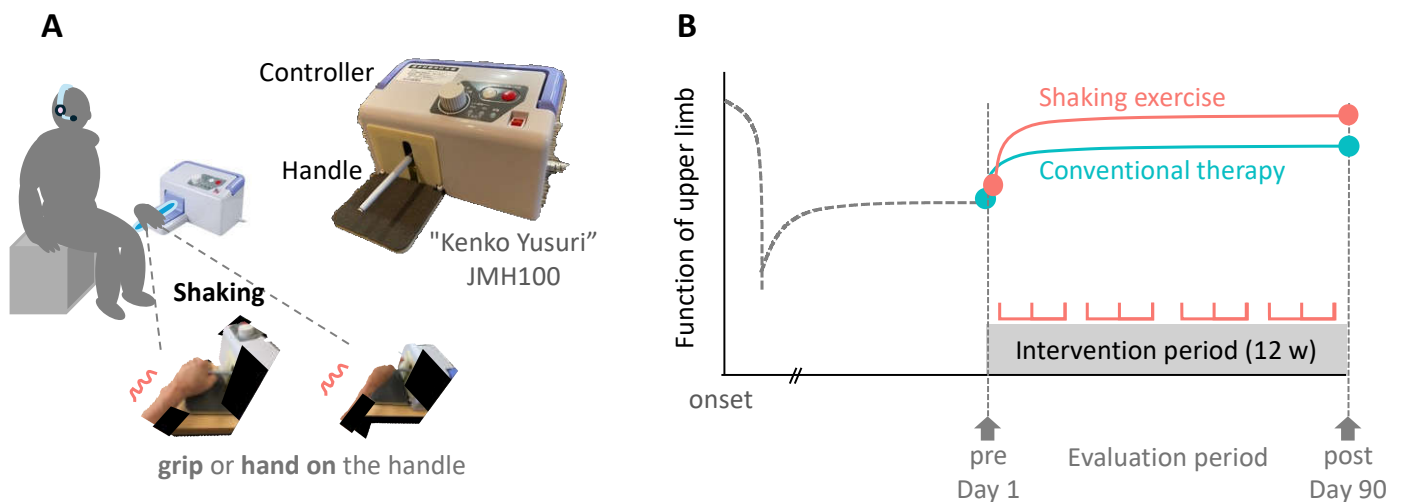 A
Controller
Handle
"Kenko Yusuri”
JMH100
Shaking
grip or hand on the handle
B
Function of upper limb
Shaking exercise
Conventional therapy
Intervention period (12 w)
onset
pre
Day 1
Evaluation period
post
Day 90